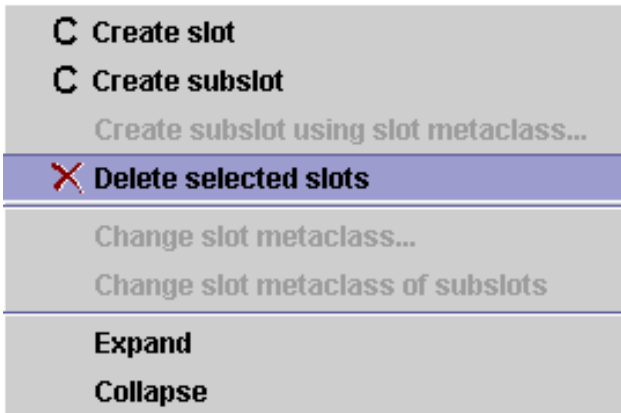 C Create slot
C Create subslot
Create subslot using slot metaclass...
Delete selected slots
Change slot metaclass...
Change slot metaclass of subslots
Expand
Collapse